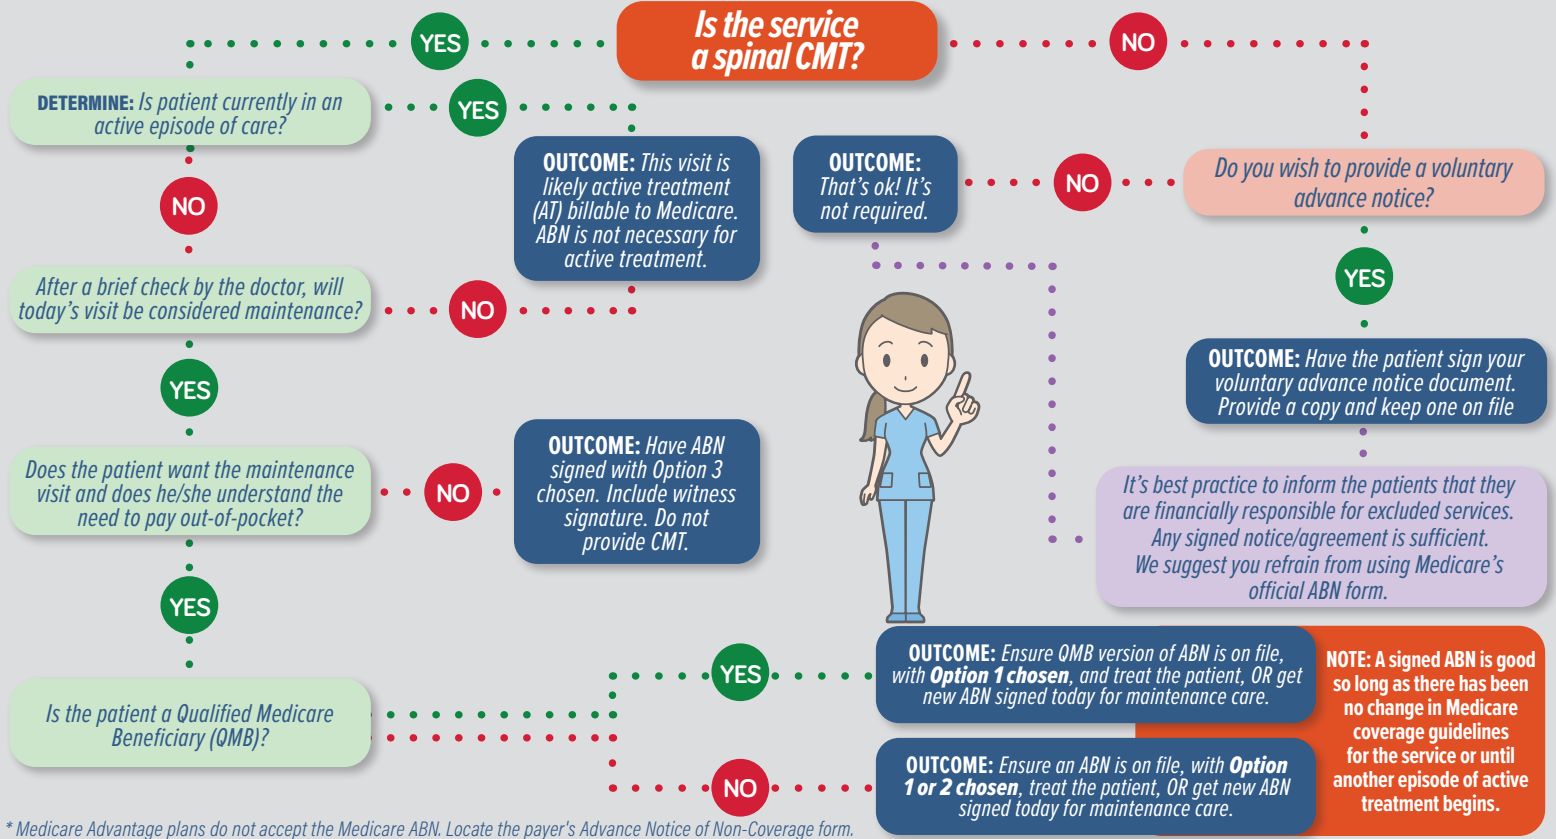 Is the service
a spinal CMT?
YES
NO
DETERMINE: Is patient currently in an
active episode of care?
YES
OUTCOME: This visit is
likely active treatment
(AT) billable to Medicare.
ABN is not necessary for
active treatment.
OUTCOME:
That's ok! It's
not required.
NO
Do you wish to provide a voluntary
advance notice?
NO
YES
After a brief check by the doctor, will
today's visit be considered maintenance?
NO
OUTCOME: Have the patient sign your
voluntary advance notice document.
Provide a copy and keep one on file
YES
Does the patient want the maintenance
visit and does he/she understand the
need to pay out-of-pocket?
NO
OUTCOME: Have ABN
signed with Option 3
chosen. Include witness
signature. Do not
provide CMT.
It's best practice to inform the patients that they
are financially responsible for excluded services.
Any signed notice/agreement is sufficient.
We suggest you refrain from using Medicare's
official ABN form.
YES
Is the patient a Qualified Medicare
Beneficiary (QMB)?
YES
OUTCOME: Ensure QMB version of ABN is on file,
with Option 1 chosen, and treat the patient, OR get
new ABN signed today for maintenance care.
NO
OUTCOME: Ensure an ABN is on file, with Option
1 or 2 chosen, treat the patient, OR get new ABN
signed today for maintenance care.
NOTE: A signed ABN is good
so long as there has been
no change in Medicare
coverage guidelines
for the service or until
another episode of active
treatment begins.
* Medicare Advantage plans do not accept the Medicare ABN. Locate the payer's Advance Notice of Non-Coverage form.